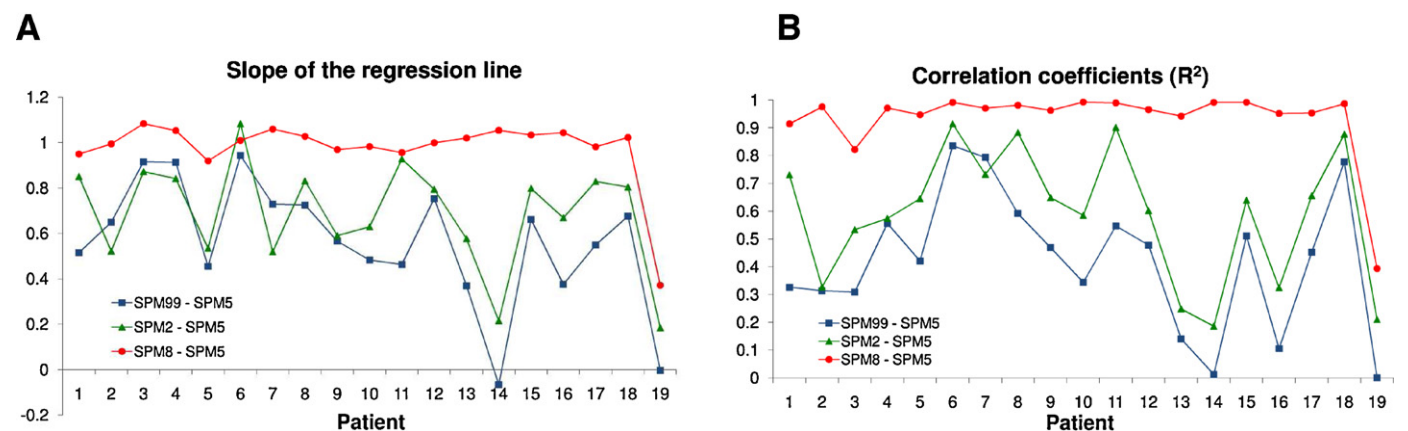 A
Slope of the regression line
1.2
1
0.8
0.6
0.4
0.2
0
-0.2
SPM99 - SPM5
SPM2 - SPM5
SPM8 - SPM5
1 2 3 4 5 6 7 8 9 10 11 12 13 14 15 16 17 18 19
Patient
B
Correlation coefficients (R²)
1
0.9
0.8
0.7
0.6
0.5
0.4
0.3
0.2
0.1
0
SPM99 - SPM5
SPM2 - SPM5
SPM8 - SPM5
1 2 3 4 5 6 7 8 9 10 11 12 13 14 15 16 17 18 19
Patient